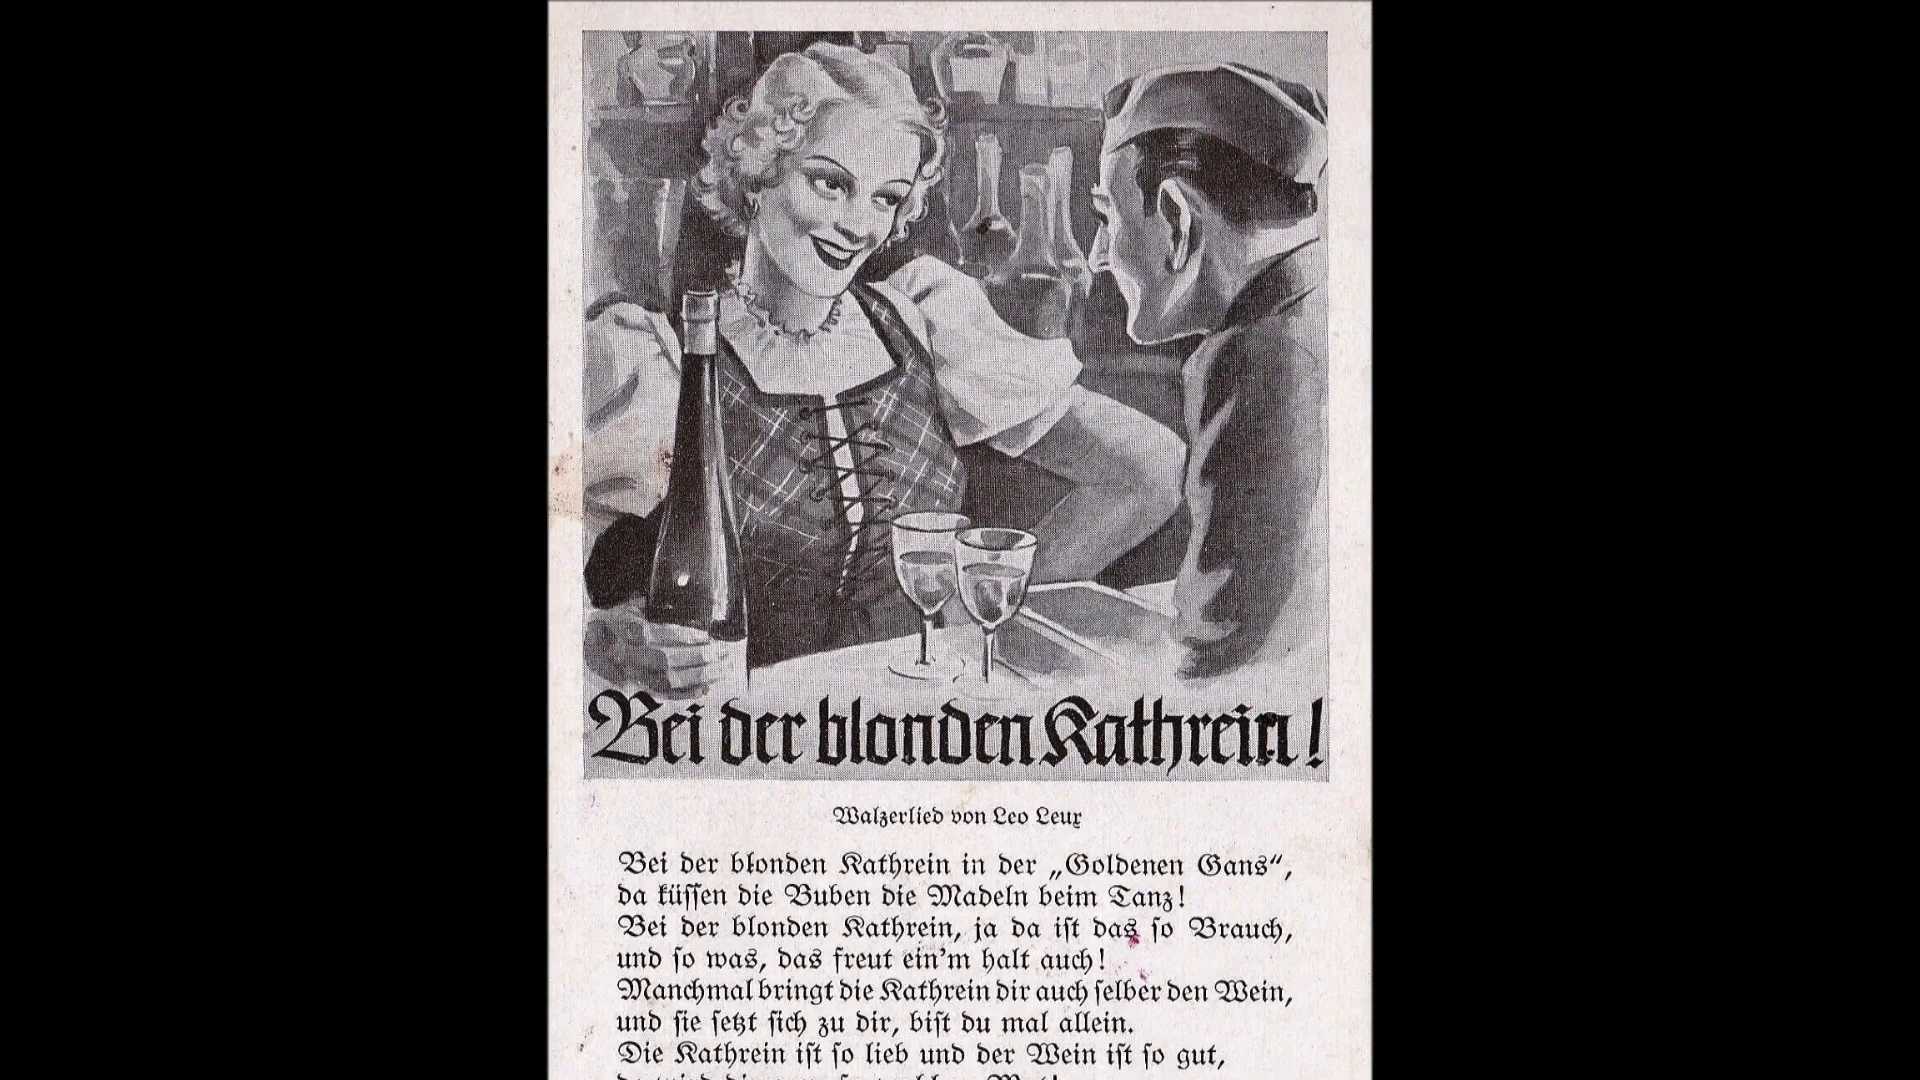 Bei der blonden Kathrein!
Walzerlied von Leo Leux
Bei der blonden Kathrein in der „Goldenen Gans“,
da küssen die Buben die Madeln beim Tanz!
Bei der blonden Kathrein, ja da ist das so Brauch,
und so was, das freut ein'm halt auch!
Manchmal bringt die Kathrein dir auch selber den Wein,
und sie setzt sich zu dir, bist du mal allein.
Die Kathrein ist so lieb und der Wein ist so gut,